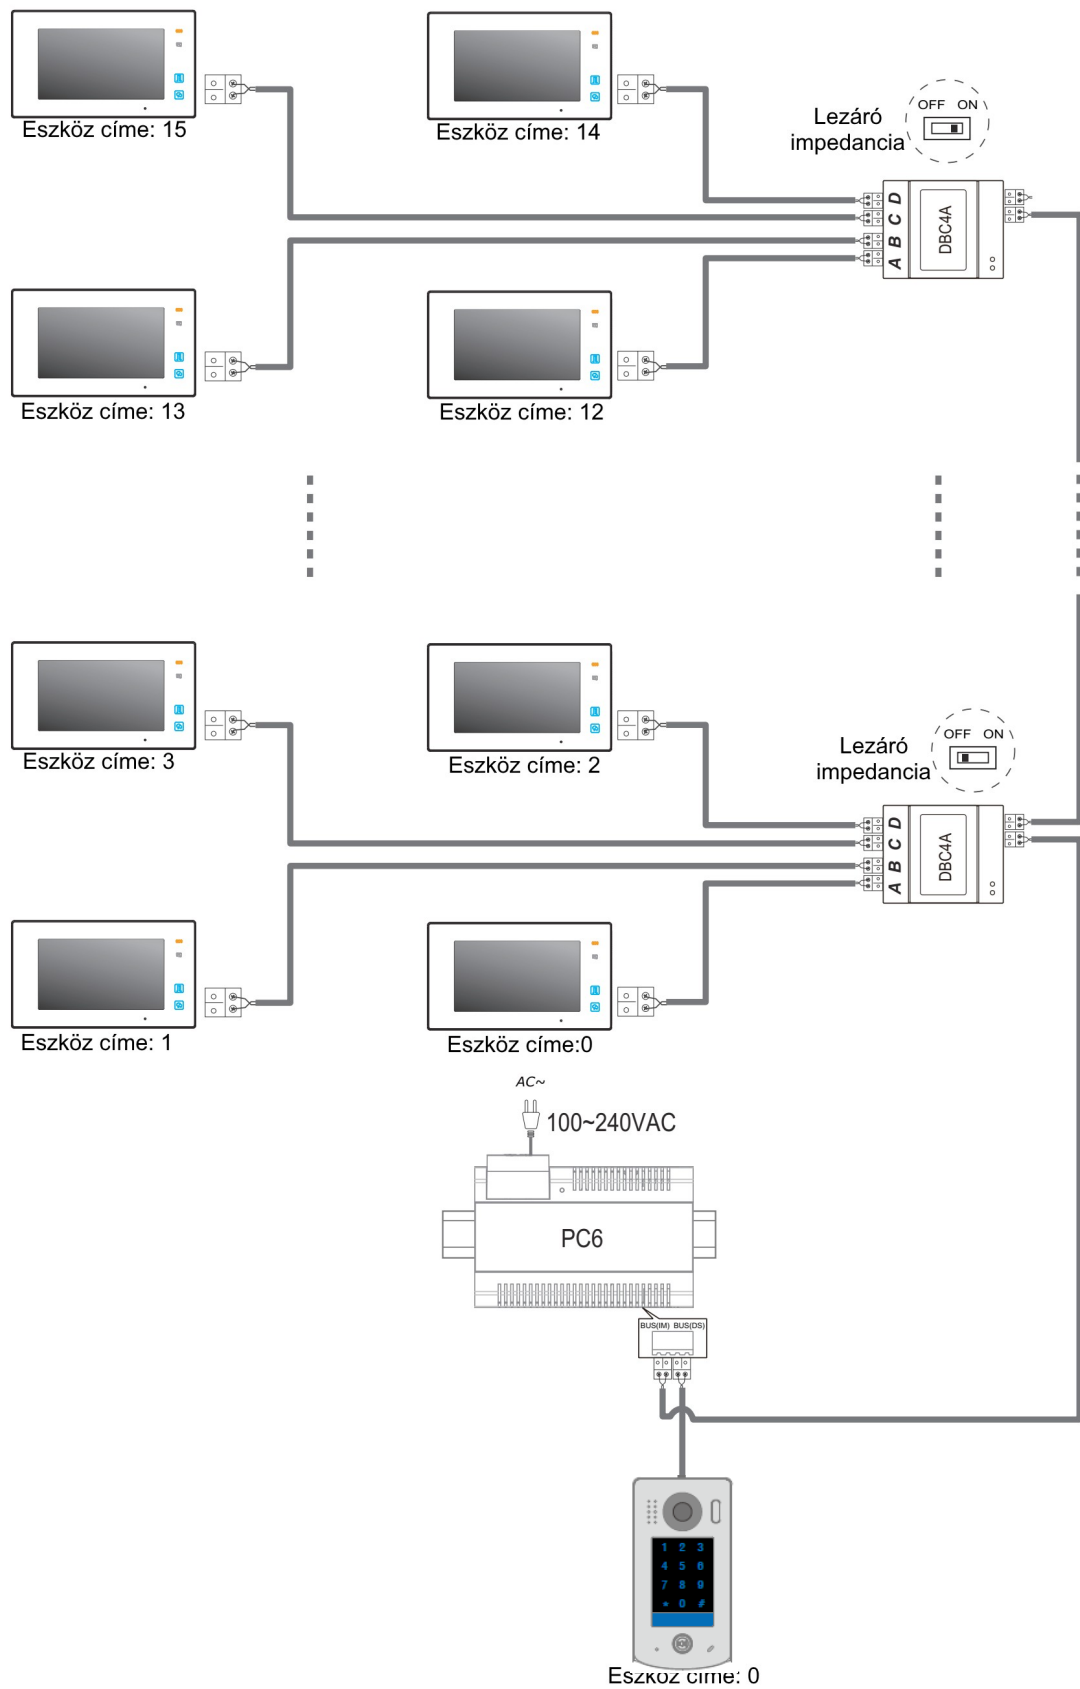 Eszköz címe: 15
Eszköz címe: 14
Lezáró
impedancia
OFF ON
D
C
B
A
DBC4A
Eszköz címe: 13
Eszköz címe: 12
Eszköz címe: 3
Eszköz címe: 2
Lezáró
impedancia
OFF ON
D
C
B
A
DBC4A
Eszköz címe: 1
Eszköz címe:0
AC~
100~240VAC
PC6
BUS(IM) BUS(DS)
1 2 3
4 5 6
7 8 9
* 0 #
Eszköz címe: 0